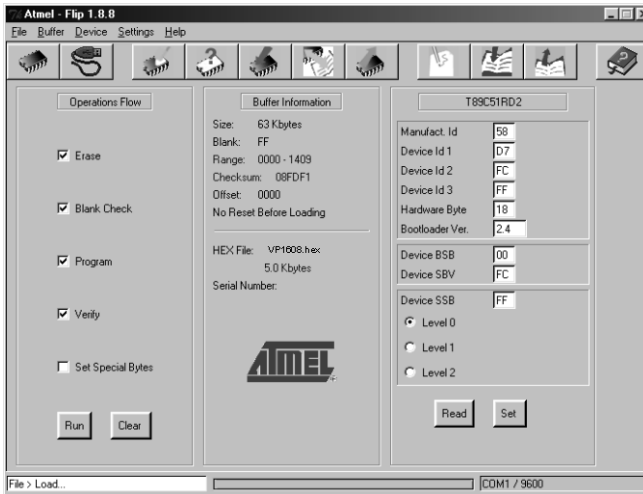 Atmel - Flip 1.8.8
File Buffer Device Settings Help
Operations Flow
Erase
Blank Check
Program
Verify
Set Special Bytes
Run Clear
Buffer Information
Size: 63 Kbytes
Blank: FF
Range: 0000 - 1409
Checksum: 08FDF1
Offset: 0000
No Reset Before Loading
HEX File: VP1608.hex
5.0 Kbytes
Serial Number:
ATMEL
T89C51RD2
Manufact. Id 58
Device Id 1 D7
Device Id 2 FC
Device Id 3 FF
Hardware Byte 18
Bootloader Ver. 2.4
Device BSB 00
Device SBV FC
Device SSB FF
Level 0
Level 1
Level 2
Read Set
File > Load...
COM1 / 9600